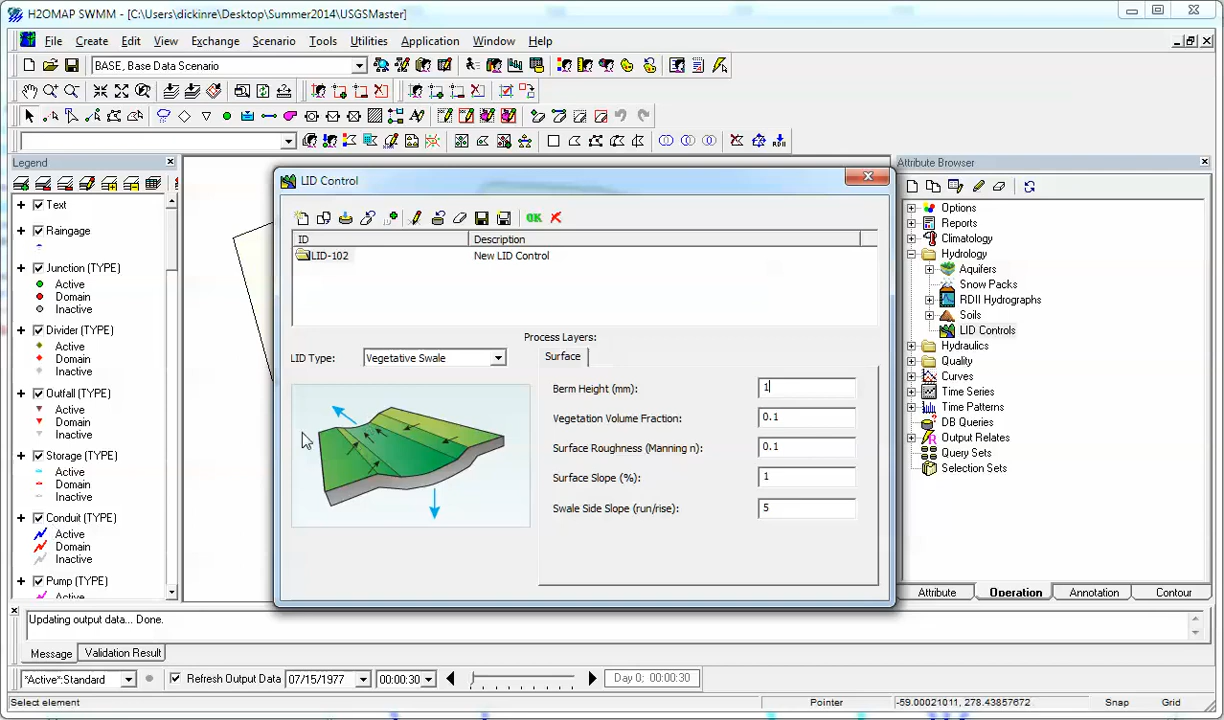 H2OMAP SWMM - [C:\Users\dickinre\Desktop\Summer2014\USGSMaster]
File Create Edit View Exchange Scenario Tools Utilities Application Window Help
BASE, Base Data Scenario
Legend
Text
Raingage
Junction (TYPE)
Active
Domain
Inactive
Divider (TYPE)
Active
Domain
Inactive
Outfall (TYPE)
Active
Domain
Inactive
Storage (TYPE)
Active
Domain
Inactive
Conduit (TYPE)
Active
Domain
Inactive
Pump (TYPE)
Active
LID Control
OK
ID Description
LID-102 New LID Control
Process Layers:
LID Type: Vegetative Swale
Surface
Berm Height (mm): 1
Vegetation Volume Fraction: 0.1
Surface Roughness (Manning n): 0.1
Surface Slope (%): 1
Swale Side Slope (run/rise): 5
Attribute Browser
Options
Reports
Climatology
Hydrology
Aquifers
Snow Packs
RDII Hydrographs
Soils
LID Controls
Hydraulics
Quality
Curves
Time Series
Time Patterns
DB Queries
Output Relates
Query Sets
Selection Sets
Attribute Operation Annotation Contour
Updating output data... Done.
Message Validation Result
*Active*:Standard Refresh Output Data 07/15/1977 00:00:30 Day 0; 00:00:30
Select element Pointer -59.00021011, 278.43857672 Snap Grid